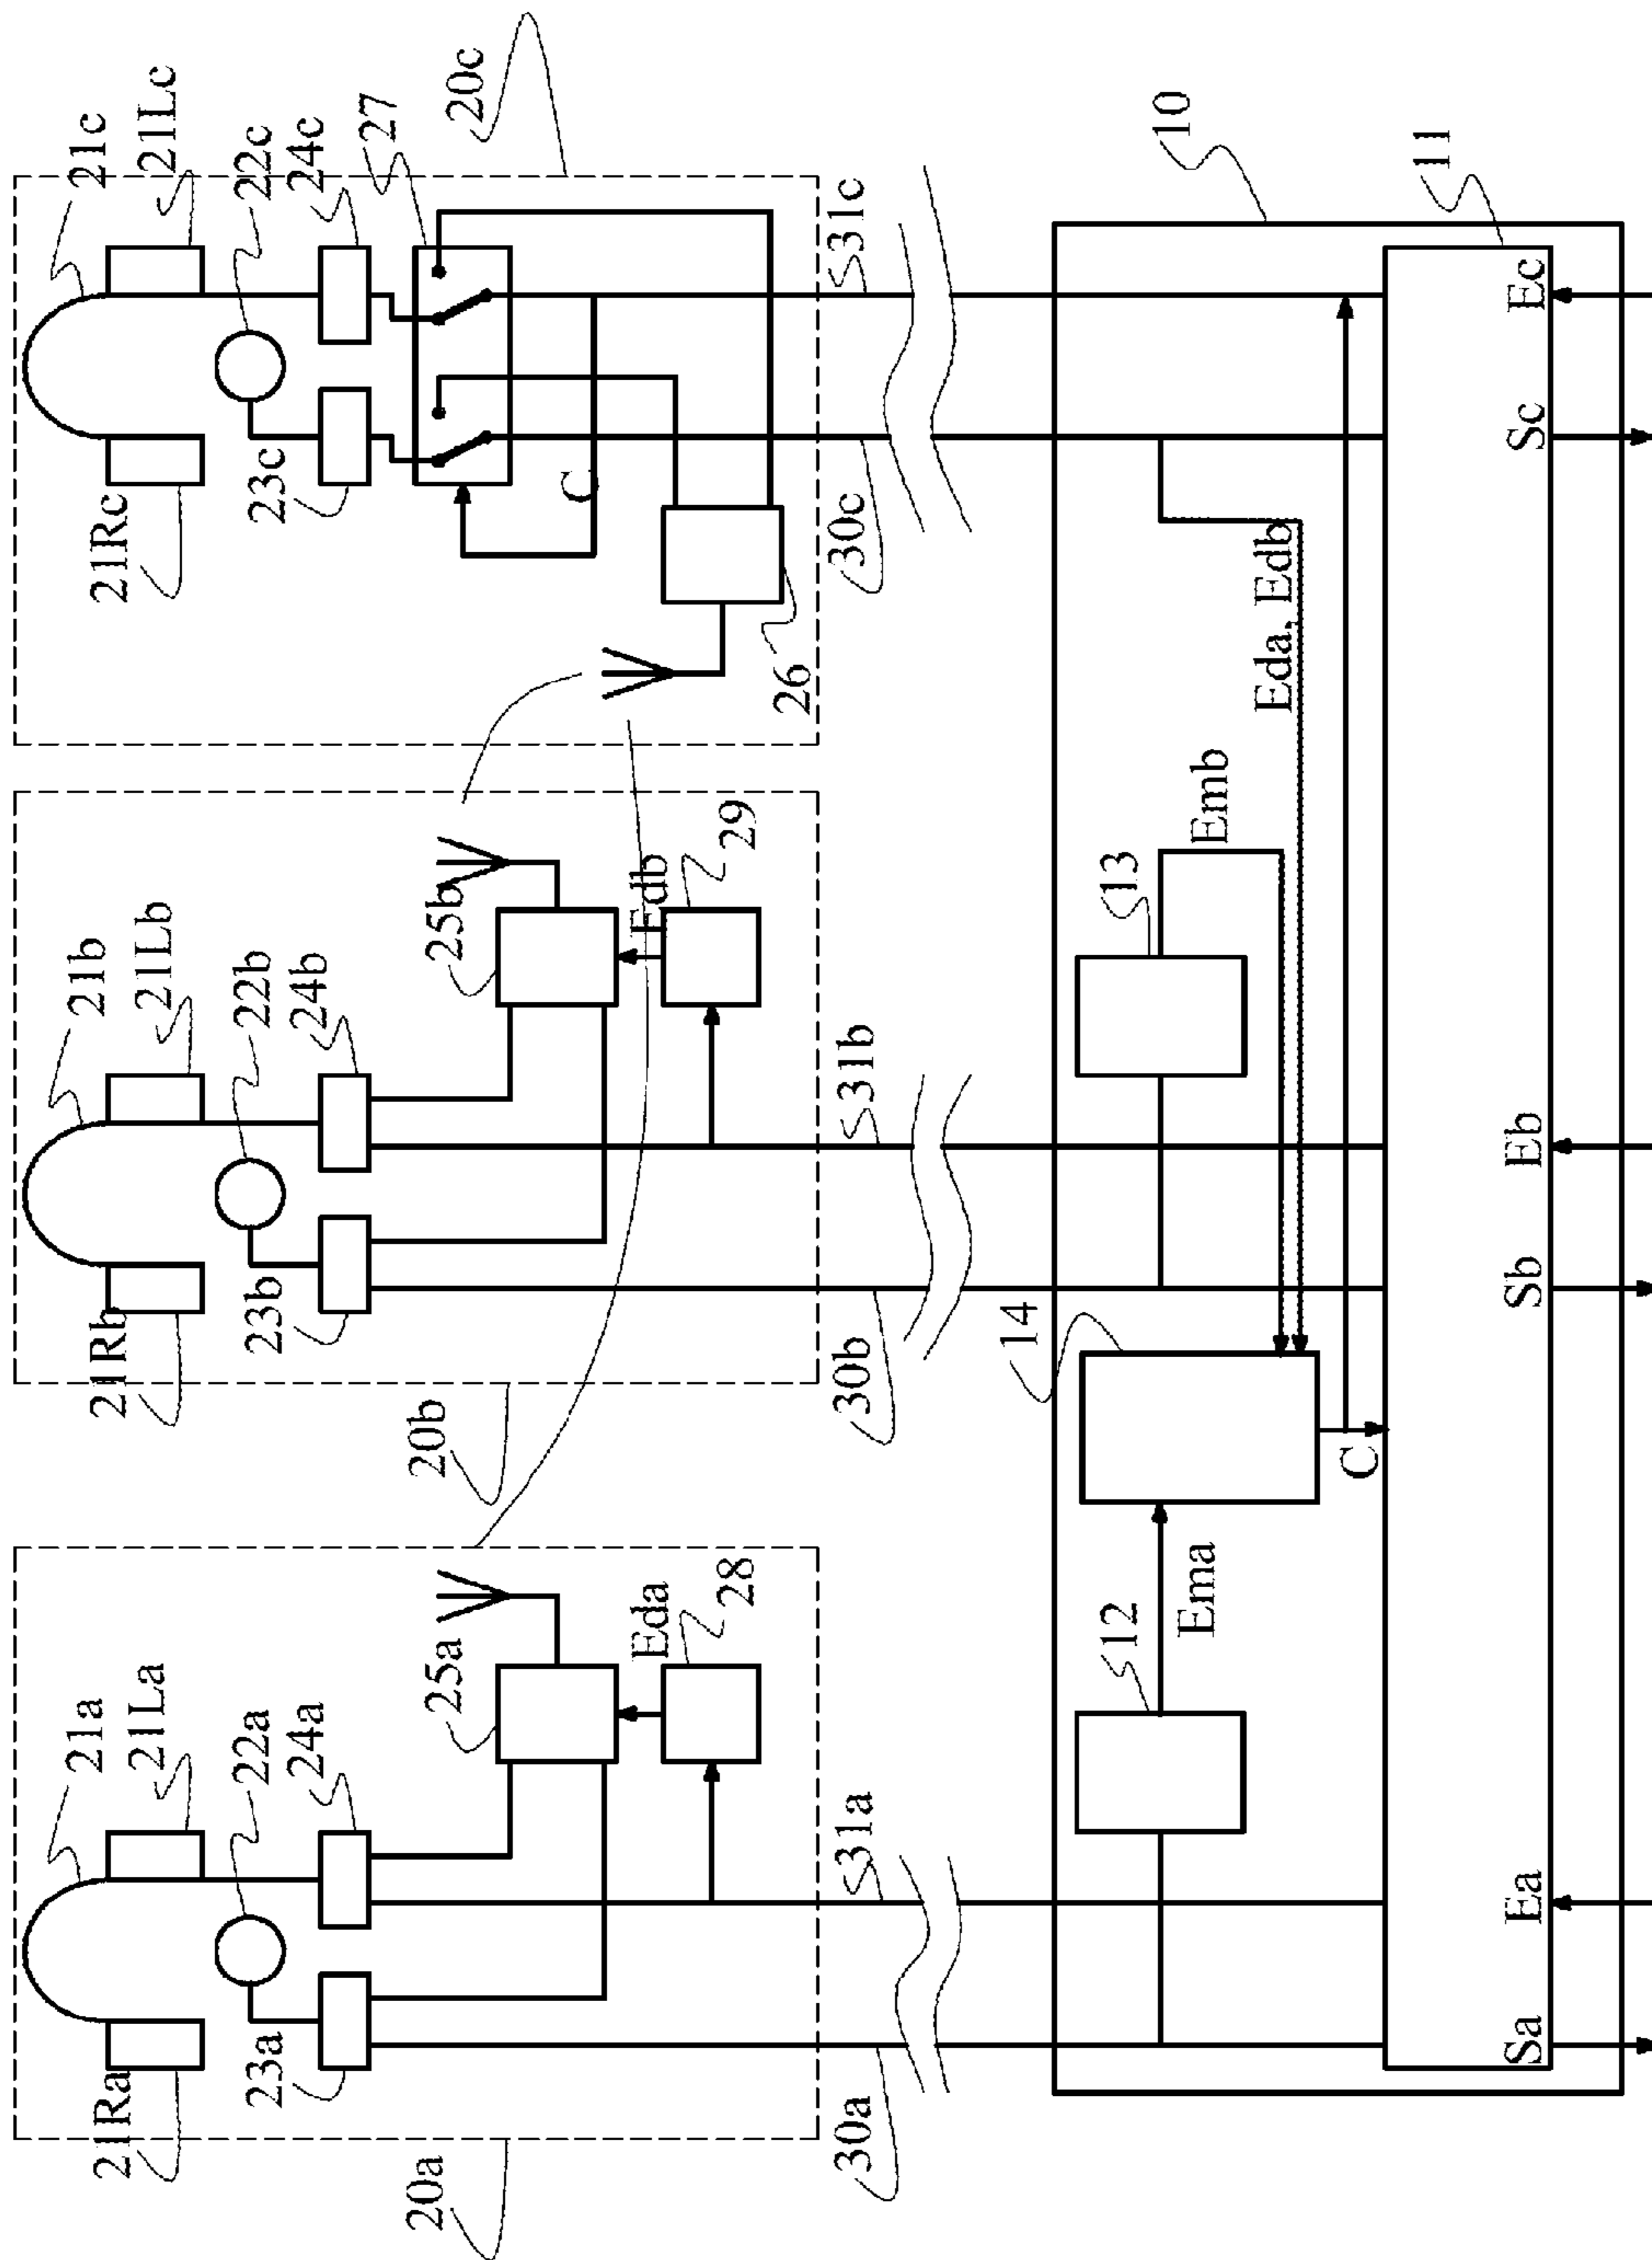 21Ra
21a
21La
22a
23a
24a
25a
Eda
28
20a
30a
31a
21Rb
21b
21Lb
22b
23b
24b
25b
Edb
29
20b
30b
31b
21Rc
21c
21Lc
22c
23c
24c
27
C
26
20c
30c
31c
10
12
Ema
14
13
Emb
Eda, Edb
C
11
Sa
Ea
Sb
Eb
Sc
Ec